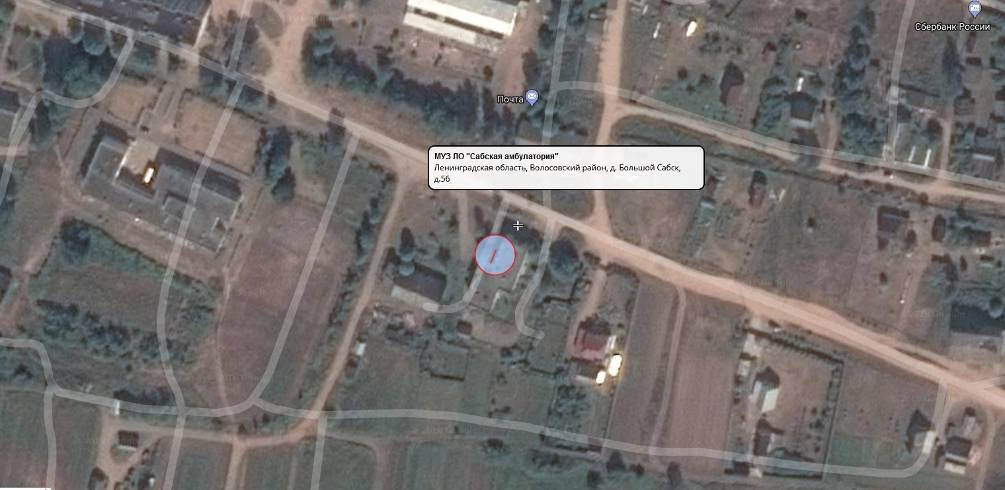 Сбербанк России
Почта
МУЗ ЛО "Сабская амбулатория"
Ленинградская область, Волосовский район, д. Большой Сабск,
д.56